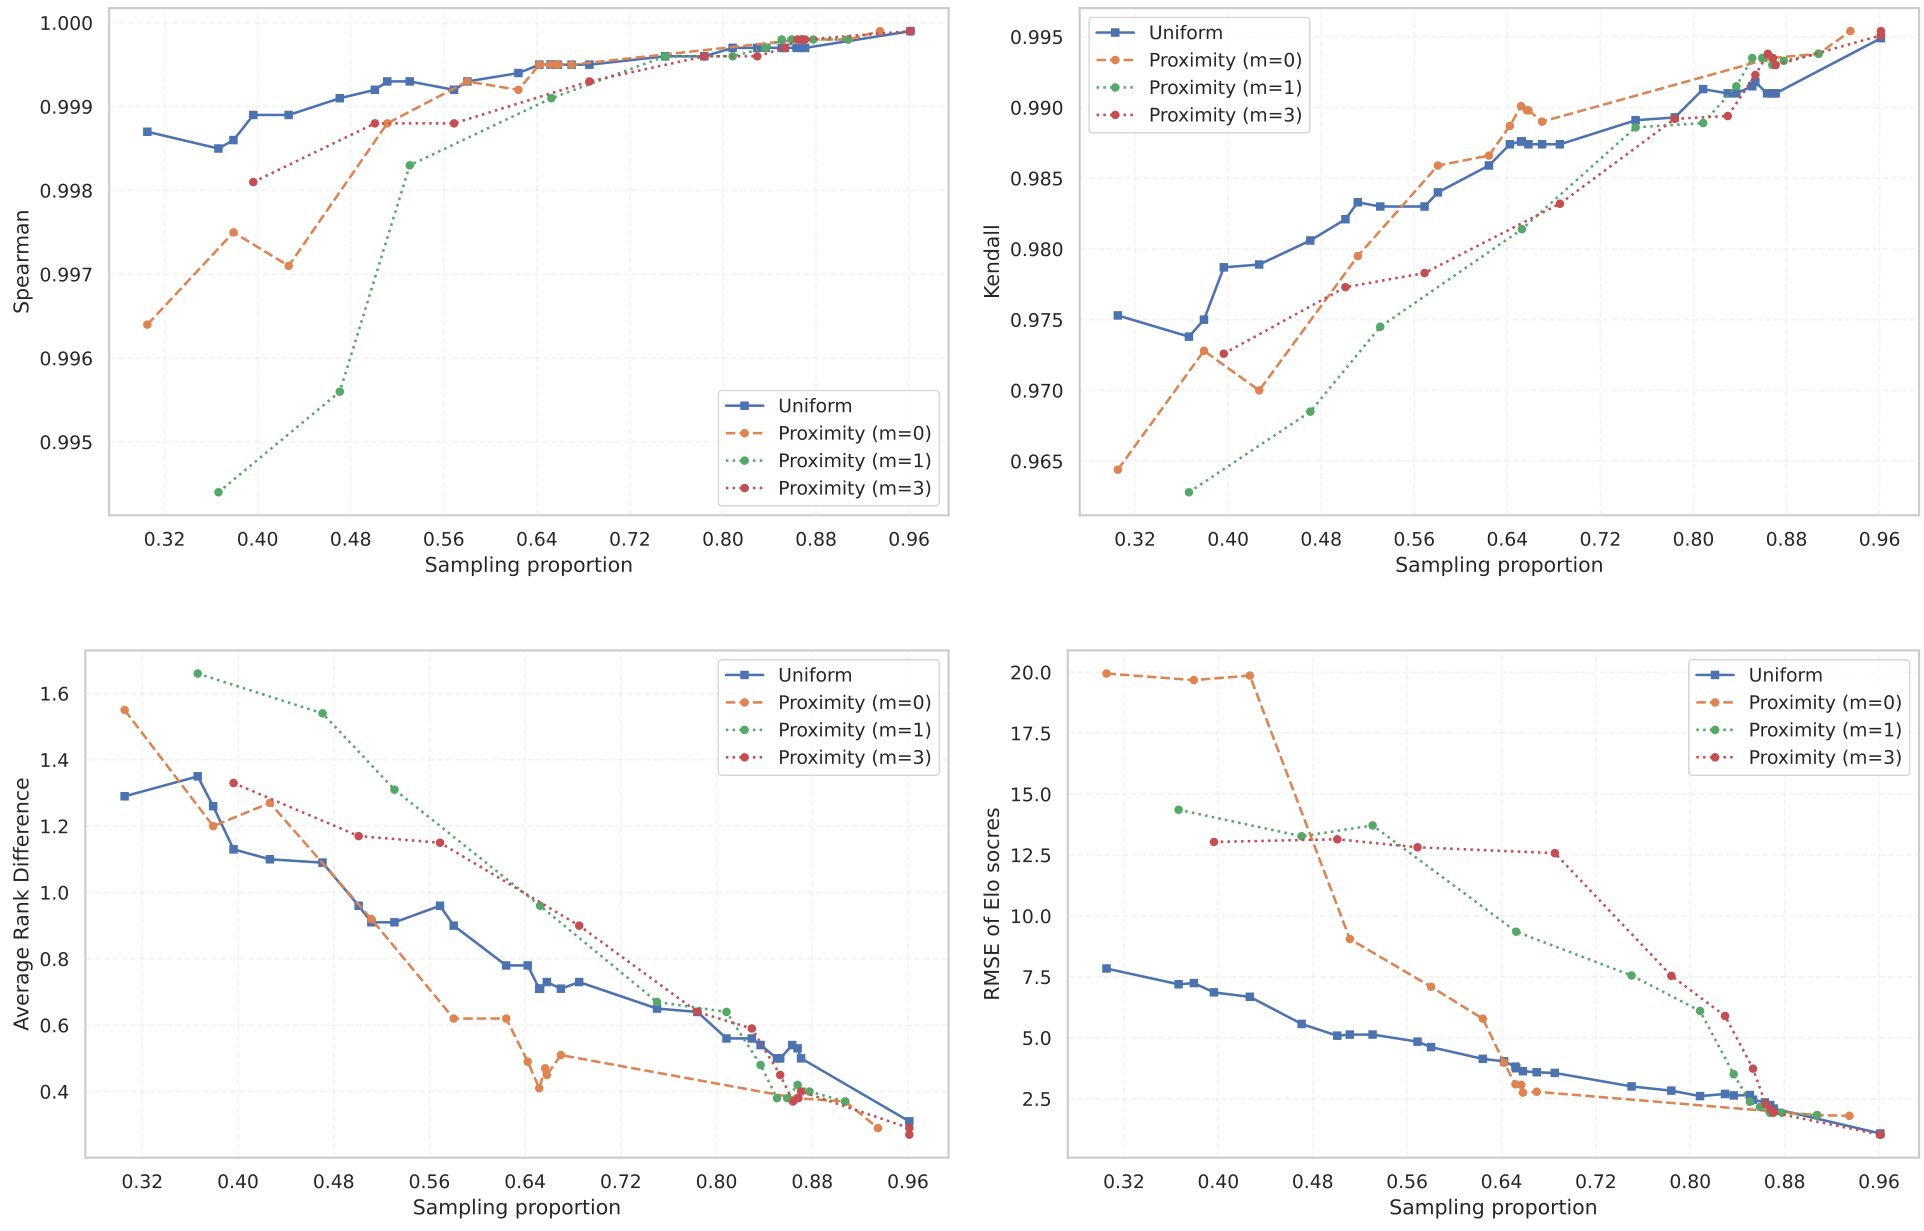 1.000
0.999
0.998
0.997
0.996
0.995
Spearman
0.32 0.40 0.48 0.56 0.64 0.72 0.80 0.88 0.96
Sampling proportion
Uniform
Proximity (m=0)
Proximity (m=1)
Proximity (m=3)
0.995
0.990
0.985
0.980
0.975
0.970
0.965
Kendall
0.32 0.40 0.48 0.56 0.64 0.72 0.80 0.88 0.96
Sampling proportion
Uniform
Proximity (m=0)
Proximity (m=1)
Proximity (m=3)
1.6
1.4
1.2
1.0
0.8
0.6
0.4
Average Rank Difference
0.32 0.40 0.48 0.56 0.64 0.72 0.80 0.88 0.96
Sampling proportion
Uniform
Proximity (m=0)
Proximity (m=1)
Proximity (m=3)
20.0
17.5
15.0
12.5
10.0
7.5
5.0
2.5
RMSE of Elo socres
0.32 0.40 0.48 0.56 0.64 0.72 0.80 0.88 0.96
Sampling proportion
Uniform
Proximity (m=0)
Proximity (m=1)
Proximity (m=3)